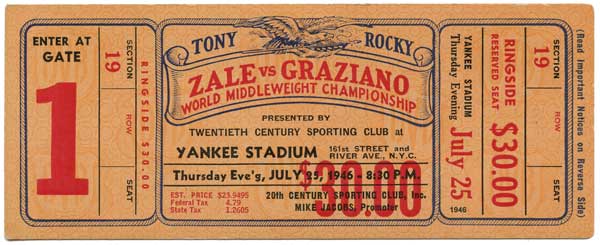 ENTER AT
GATE
1
SECTION
19
ROW
SEAT
RINGSIDE $30.00
TONY ROCKY
ZALE vs GRAZIANO
WORLD MIDDLEWEIGHT CHAMPIONSHIP
PRESENTED BY
TWENTIETH CENTURY SPORTING CLUB at
YANKEE STADIUM 161st STREET and
RIVER AVE., N.Y.C.
Thursday Eve'g, JULY 25, 1946 - 8:30 P.M.
$30.00
EST. PRICE $23.9495
Federal Tax 4.79
State Tax 1.2605
20th CENTURY SPORTING CLUB, Inc.
MIKE JACOBS, Promoter
YANKEE STADIUM
Thursday Evening
July 25
1946
RINGSIDE
RESERVED SEAT
$30.00
SECTION
19
ROW
SEAT
(Read Important Notices on Reverse Side)